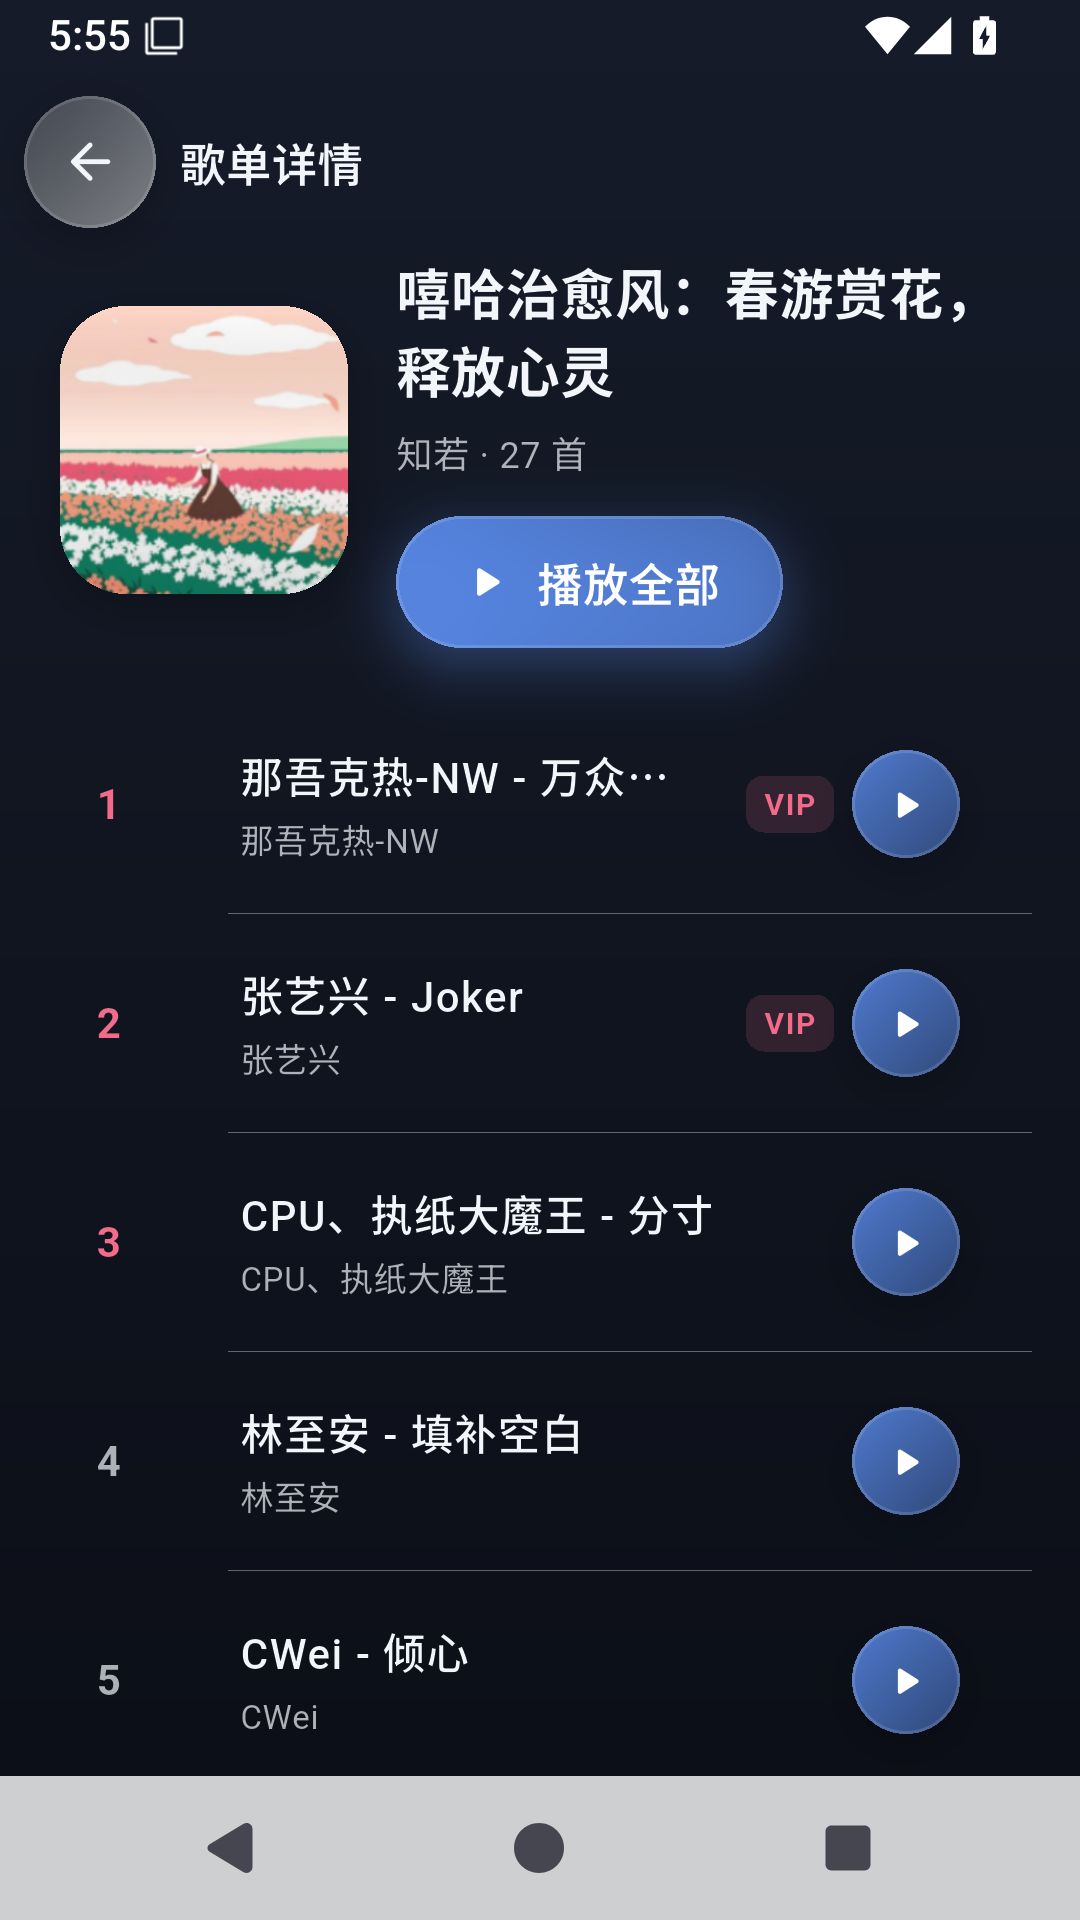 5:55
歌单详情
嘻哈治愈风：春游赏花，
释放心灵
知若 · 27 首
播放全部
1
那吾克热-NW - 万众…
那吾克热-NW
VIP
2
张艺兴 - Joker
张艺兴
VIP
3
CPU、执纸大魔王 - 分寸
CPU、执纸大魔王
4
林至安 - 填补空白
林至安
5
CWei - 倾心
CWei